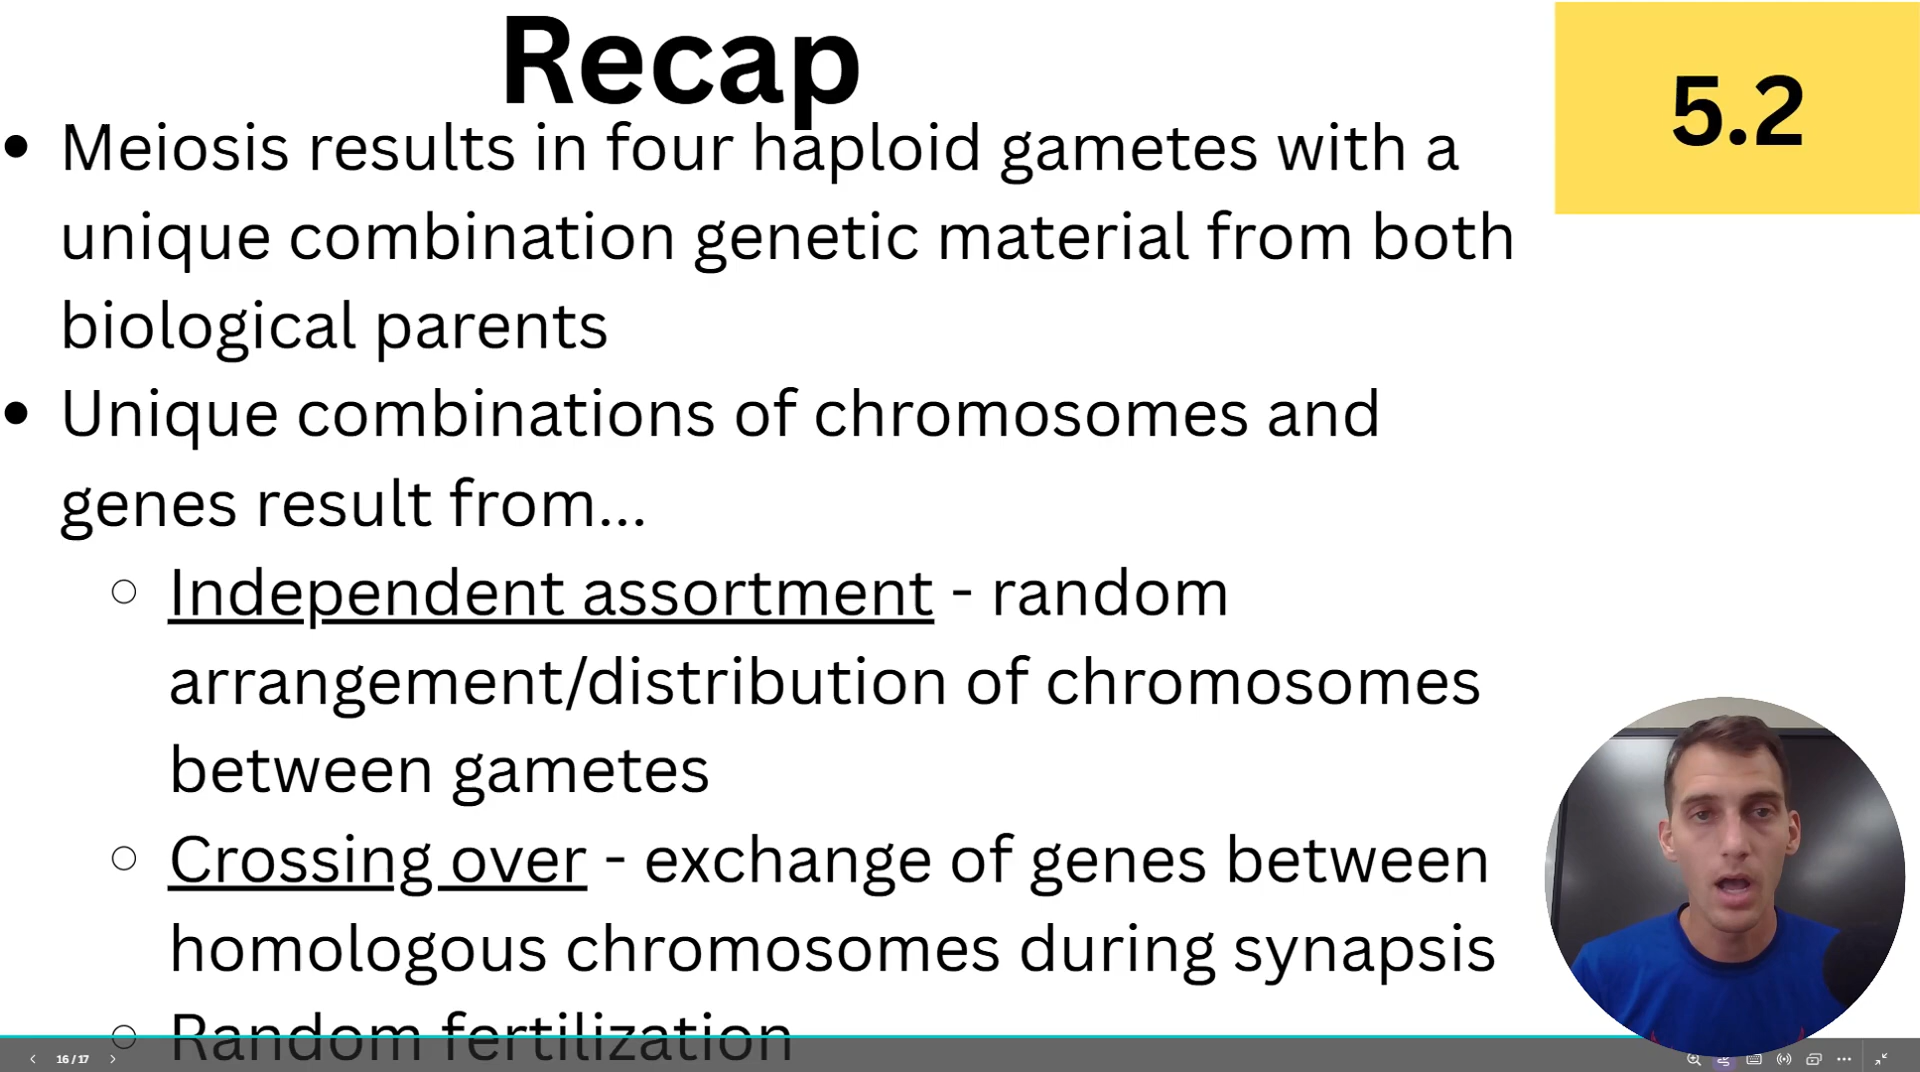 Recap
5.2
• Meiosis results in four haploid gametes with a
unique combination genetic material from both
biological parents
• Unique combinations of chromosomes and
genes result from...
○ Independent assortment - random
arrangement/distribution of chromosomes
between gametes
○ Crossing over - exchange of genes between
homologous chromosomes during synapsis
○ Random fertilization
16 / 17